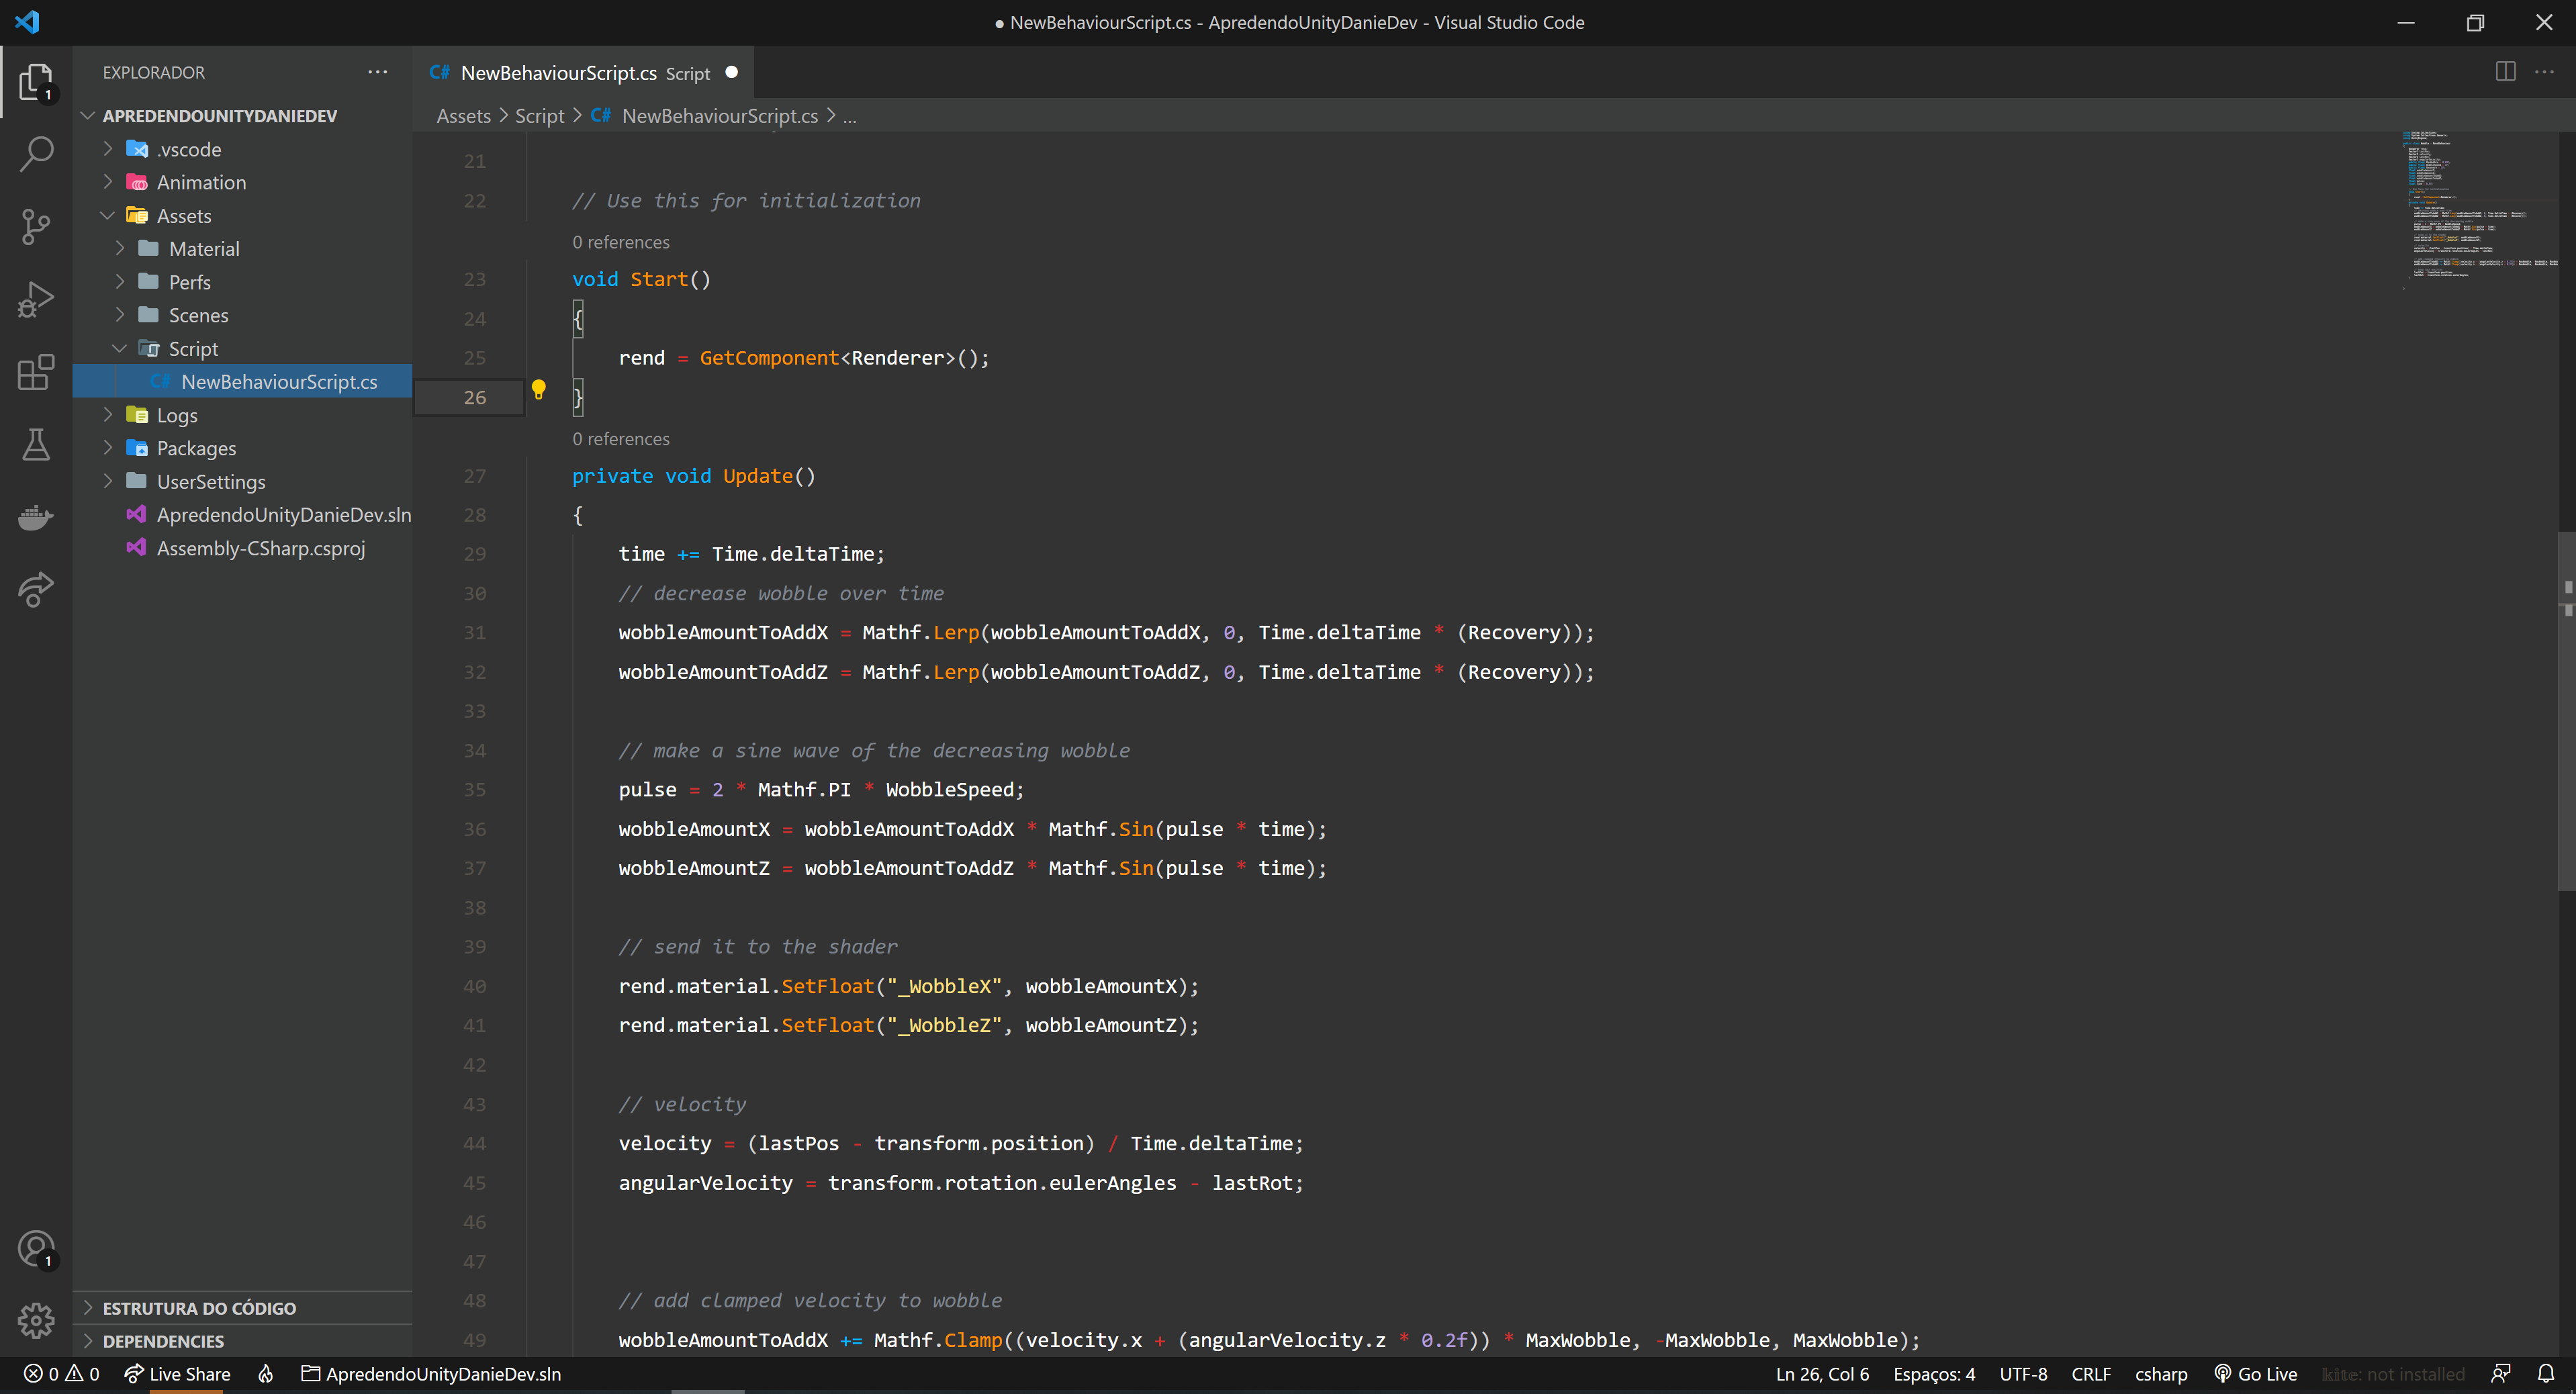 ● NewBehaviourScript.cs - ApredendoUnityDanieDev - Visual Studio Code
EXPLORADOR
APREDENDOUNITYDANIEDEV
.vscode
Animation
Assets
Material
Perfs
Scenes
Script
C# NewBehaviourScript.cs
Logs
Packages
UserSettings
ApredendoUnityDanieDev.sln
Assembly-CSharp.csproj
ESTRUTURA DO CÓDIGO
DEPENDENCIES
1
1
C# NewBehaviourScript.cs Script ●
Assets > Script > C# NewBehaviourScript.cs > ...
21
22 // Use this for initialization
0 references
23 void Start()
24 {
25 rend = GetComponent<Renderer>();
26 }
0 references
27 private void Update()
28 {
29 time += Time.deltaTime;
30 // decrease wobble over time
31 wobbleAmountToAddX = Mathf.Lerp(wobbleAmountToAddX, 0, Time.deltaTime * (Recovery));
32 wobbleAmountToAddZ = Mathf.Lerp(wobbleAmountToAddZ, 0, Time.deltaTime * (Recovery));
33
34 // make a sine wave of the decreasing wobble
35 pulse = 2 * Mathf.PI * WobbleSpeed;
36 wobbleAmountX = wobbleAmountToAddX * Mathf.Sin(pulse * time);
37 wobbleAmountZ = wobbleAmountToAddZ * Mathf.Sin(pulse * time);
38
39 // send it to the shader
40 rend.material.SetFloat("_WobbleX", wobbleAmountX);
41 rend.material.SetFloat("_WobbleZ", wobbleAmountZ);
42
43 // velocity
44 velocity = (lastPos - transform.position) / Time.deltaTime;
45 angularVelocity = transform.rotation.eulerAngles - lastRot;
46
47
48 // add clamped velocity to wobble
49 wobbleAmountToAddX += Mathf.Clamp((velocity.x + (angularVelocity.z * 0.2f)) * MaxWobble, -MaxWobble, MaxWobble);
0 0 Live Share ApredendoUnityDanieDev.sln Ln 26, Col 6 Espaços: 4 UTF-8 CRLF csharp Go Live kite: not installed